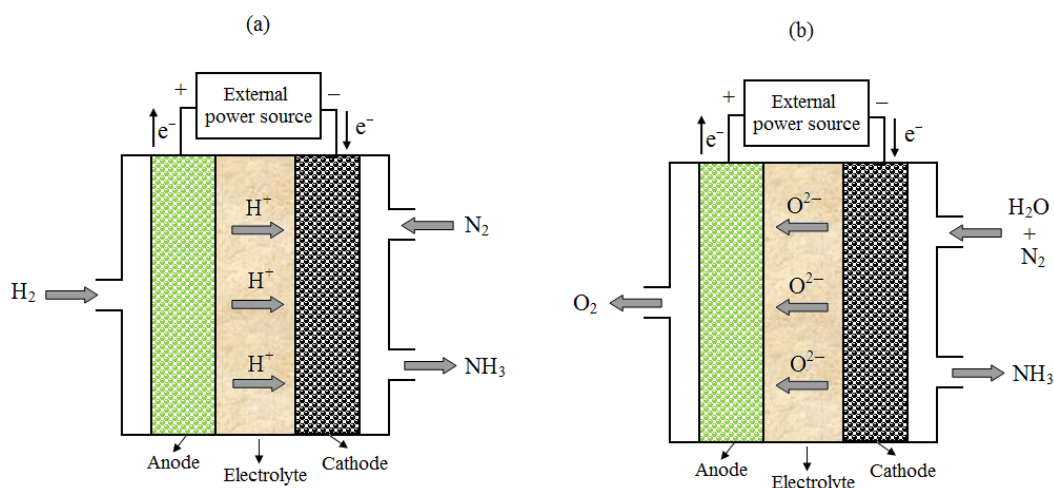 (a)
+
External
power source
−
e⁻
e⁻
H⁺
H⁺
H⁺
H₂
N₂
NH₃
Anode
Electrolyte
Cathode
(b)
+
External
power source
−
e⁻
e⁻
O²⁻
O²⁻
O²⁻
O₂
H₂O
+
N₂
NH₃
Anode
Electrolyte
Cathode